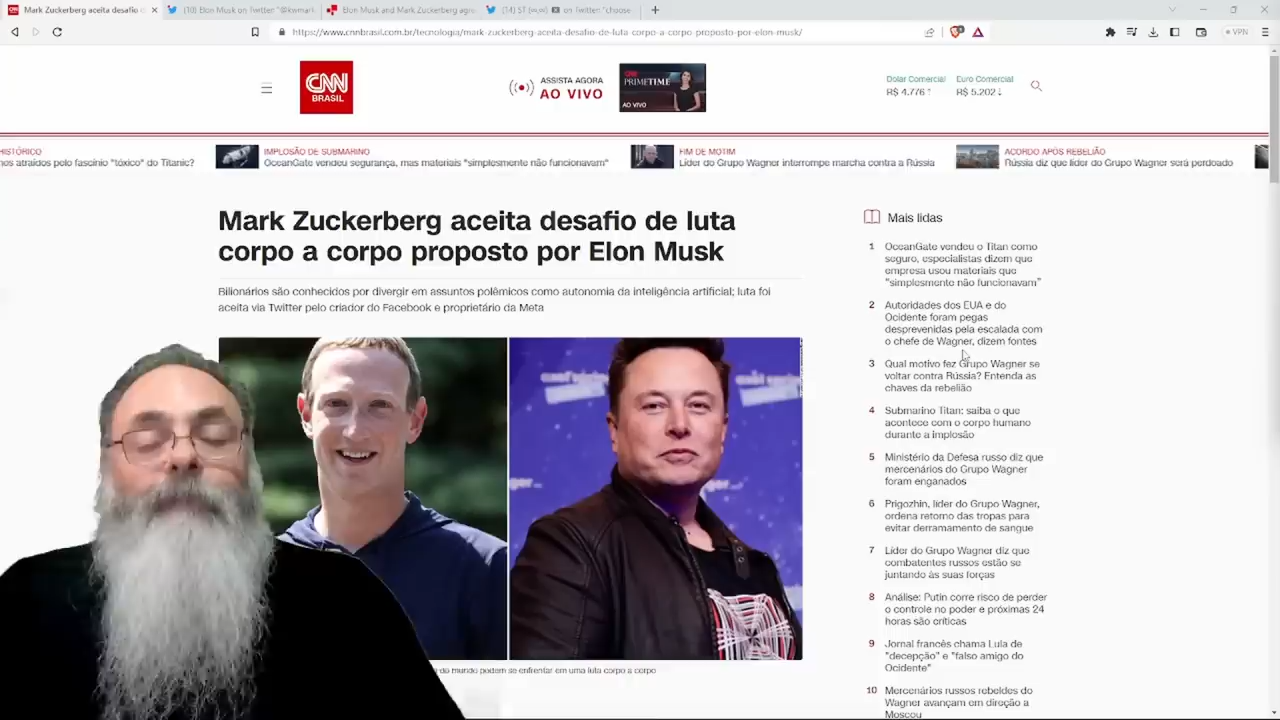 Mark Zuckerberg aceita desafio d
(10) Elon Musk on Twitter: "@kwmark
Elon Musk and Mark Zuckerberg agre
(14) ST on Twitter: "choose
https://www.cnnbrasil.com.br/tecnologia/mark-zuckerberg-aceita-desafio-de-luta-corpo-a-corpo-proposto-por-elon-musk/
VPN
CNN
BRASIL
ASSISTA AGORA
AO VIVO
PRIMETIME
AO VIVO
Dolar Comercial
R$ 4.776
Euro Comercial
R$ 5.202
HISTÓRICO
nos atraídos pelo fascínio "tóxico" do Titanic?
IMPLOSÃO DE SUBMARINO
OceanGate vendeu segurança, mas materiais "simplesmente não funcionavam"
FIM DE MOTIM
Líder do Grupo Wagner interrompe marcha contra a Rússia
ACORDO APÓS REBELIÃO
Rússia diz que líder do Grupo Wagner será perdoado
Mark Zuckerberg aceita desafio de luta
corpo a corpo proposto por Elon Musk
Bilionários são conhecidos por divergir em assuntos polêmicos como autonomia da inteligência artificial; luta foi
aceita via Twitter pelo criador do Facebook e proprietário da Meta
do mundo podem se enfrentar em uma luta corpo a corpo
Mais lidas
1 OceanGate vendeu o Titan como
seguro, especialistas dizem que
empresa usou materiais que
"simplesmente não funcionavam"
2 Autoridades dos EUA e do
Ocidente foram pegas
desprevenidas pela escalada com
o chefe de Wagner, dizem fontes
3 Qual motivo fez Grupo Wagner se
voltar contra Rússia? Entenda as
chaves da rebelião
4 Submarino Titan: saiba o que
acontece com o corpo humano
durante a implosão
5 Ministério da Defesa russo diz que
mercenários do Grupo Wagner
foram enganados
6 Prigozhin, líder do Grupo Wagner,
ordena retorno das tropas para
evitar derramamento de sangue
7 Líder do Grupo Wagner diz que
combatentes russos estão se
juntando às suas forças
8 Análise: Putin corre risco de perder
o controle no poder e próximas 24
horas são críticas
9 Jornal francês chama Lula de
"decepção" e "falso amigo do
Ocidente"
10 Mercenários russos rebeldes do
Wagner avançam em direção a
Moscou